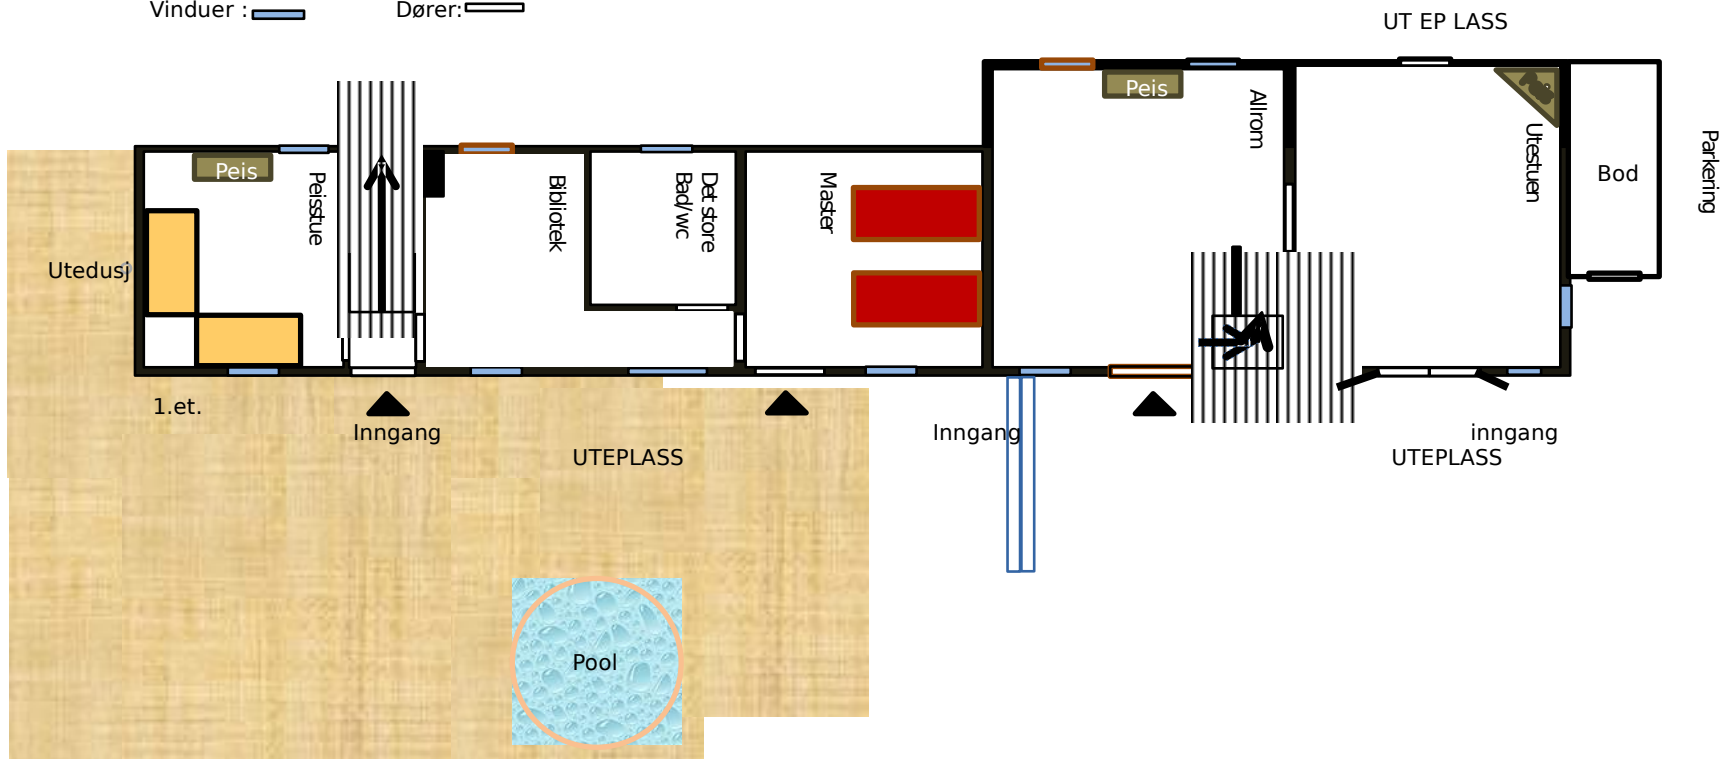 Vinduer :
Dører:
UT EP LASS
Peis
Peis
Peisstue
Bibliotek
Det store
Bad/wc
Master
Allrom
Utestuen
Bod
Parkering
Utedusj
1.et.
Inngang
Inngang
inngang
UTEPLASS
UTEPLASS
Pool